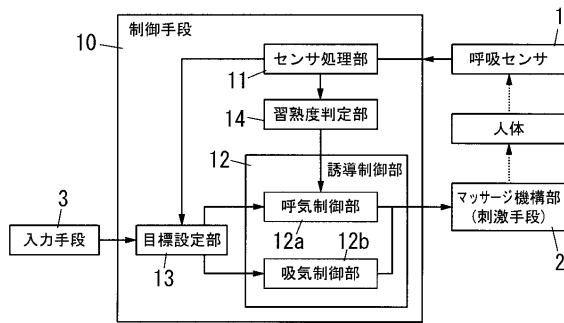 制御手段
10
1
センサ処理部
11
呼吸センサ
習熟度判定部
14
人体
12
誘導制御部
3
入力手段
目標設定部
13
呼気制御部
12a
12b
吸気制御部
マッサージ機構部
(刺激手段)
2